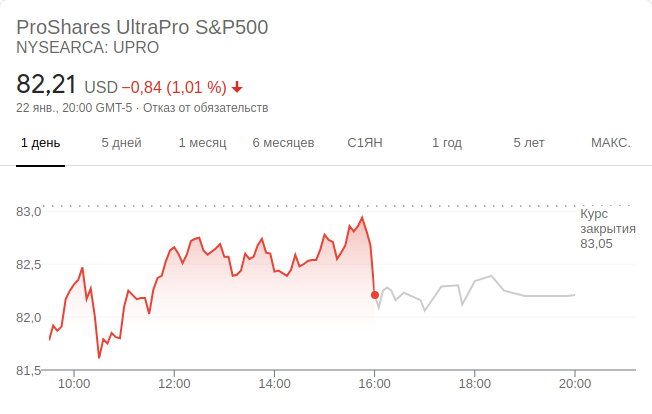 ProShares UltraPro S&P500
NYSEARCA: UPRO
82,21 USD −0,84 (1,01 %)
22 янв., 20:00 GMT-5 · Отказ от обязательств
1 день 5 дней 1 месяц 6 месяцев С1ЯН 1 год 5 лет МАКС.
83,0
Курс
закрытия
83,05
82,5
82,0
81,5
10:00 12:00 14:00 16:00 18:00 20:00